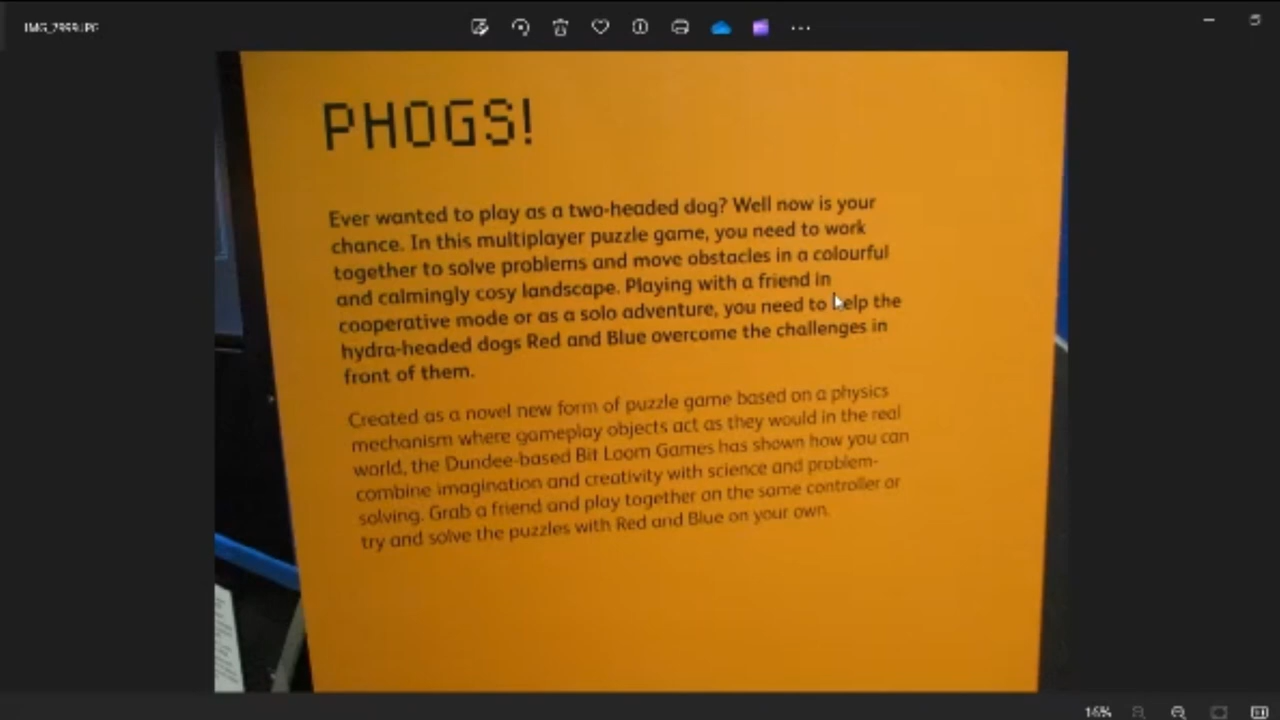 IMG_7999.JPG
PHOGS!
Ever wanted to play as a two-headed dog? Well now is your
chance. In this multiplayer puzzle game, you need to work
together to solve problems and move obstacles in a colourful
and calmingly cosy landscape. Playing with a friend in
cooperative mode or as a solo adventure, you need to help the
hydra-headed dogs Red and Blue overcome the challenges in
front of them.
Created as a novel new form of puzzle game based on a physics
mechanism where gameplay objects act as they would in the real
world, the Dundee-based Bit Loom Games has shown how you can
combine imagination and creativity with science and problem-
solving. Grab a friend and play together on the same controller or
try and solve the puzzles with Red and Blue on your own.
16%